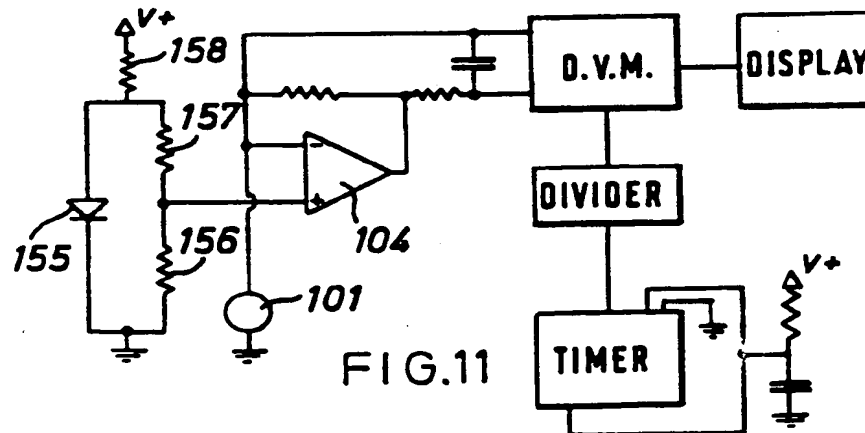 V+
158
157
155
156
-
+
104
101
D.V.M.
DISPLAY
DIVIDER
TIMER
V+
FIG.11